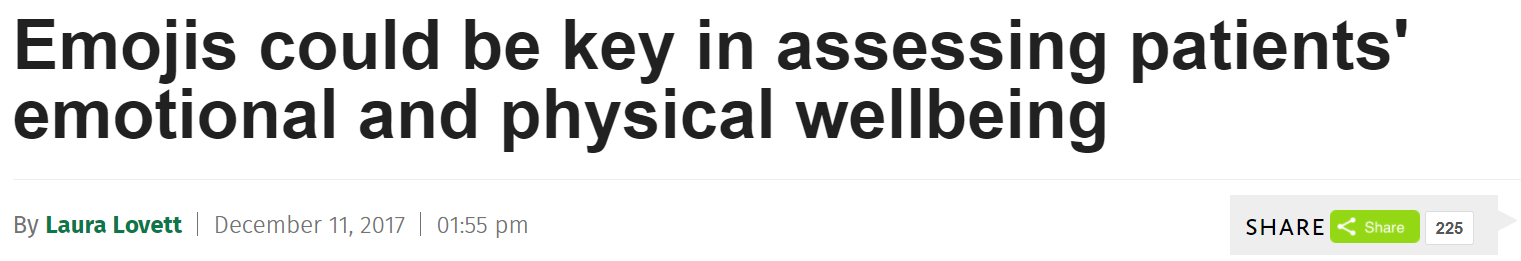 Emojis could be key in assessing patients'
emotional and physical wellbeing
By Laura Lovett | December 11, 2017 | 01:55 pm
SHARE Share 225